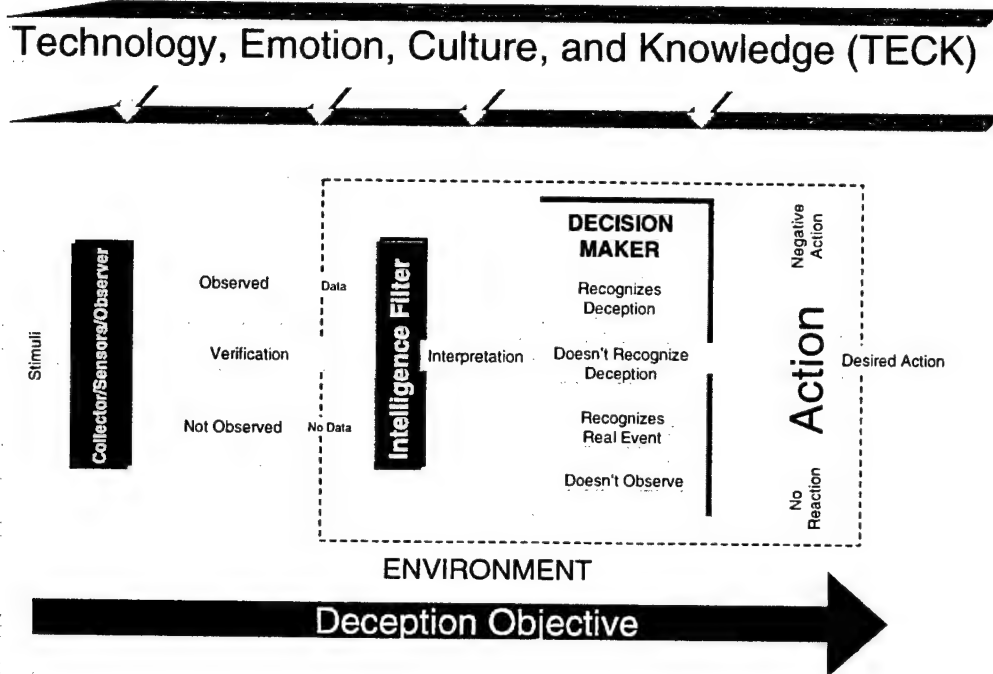 Technology, Emotion, Culture, and Knowledge (TECK)
Stimuli
Collector/Sensors/Observer
Observed
Verification
Not Observed
Data
No Data
Intelligence Filter
Interpretation
DECISION
MAKER
Recognizes
Deception
Doesn't Recognize
Deception
Recognizes
Real Event
Doesn't Observe
Negative
Action
Action
No
Reaction
Desired Action
ENVIRONMENT
Deception Objective